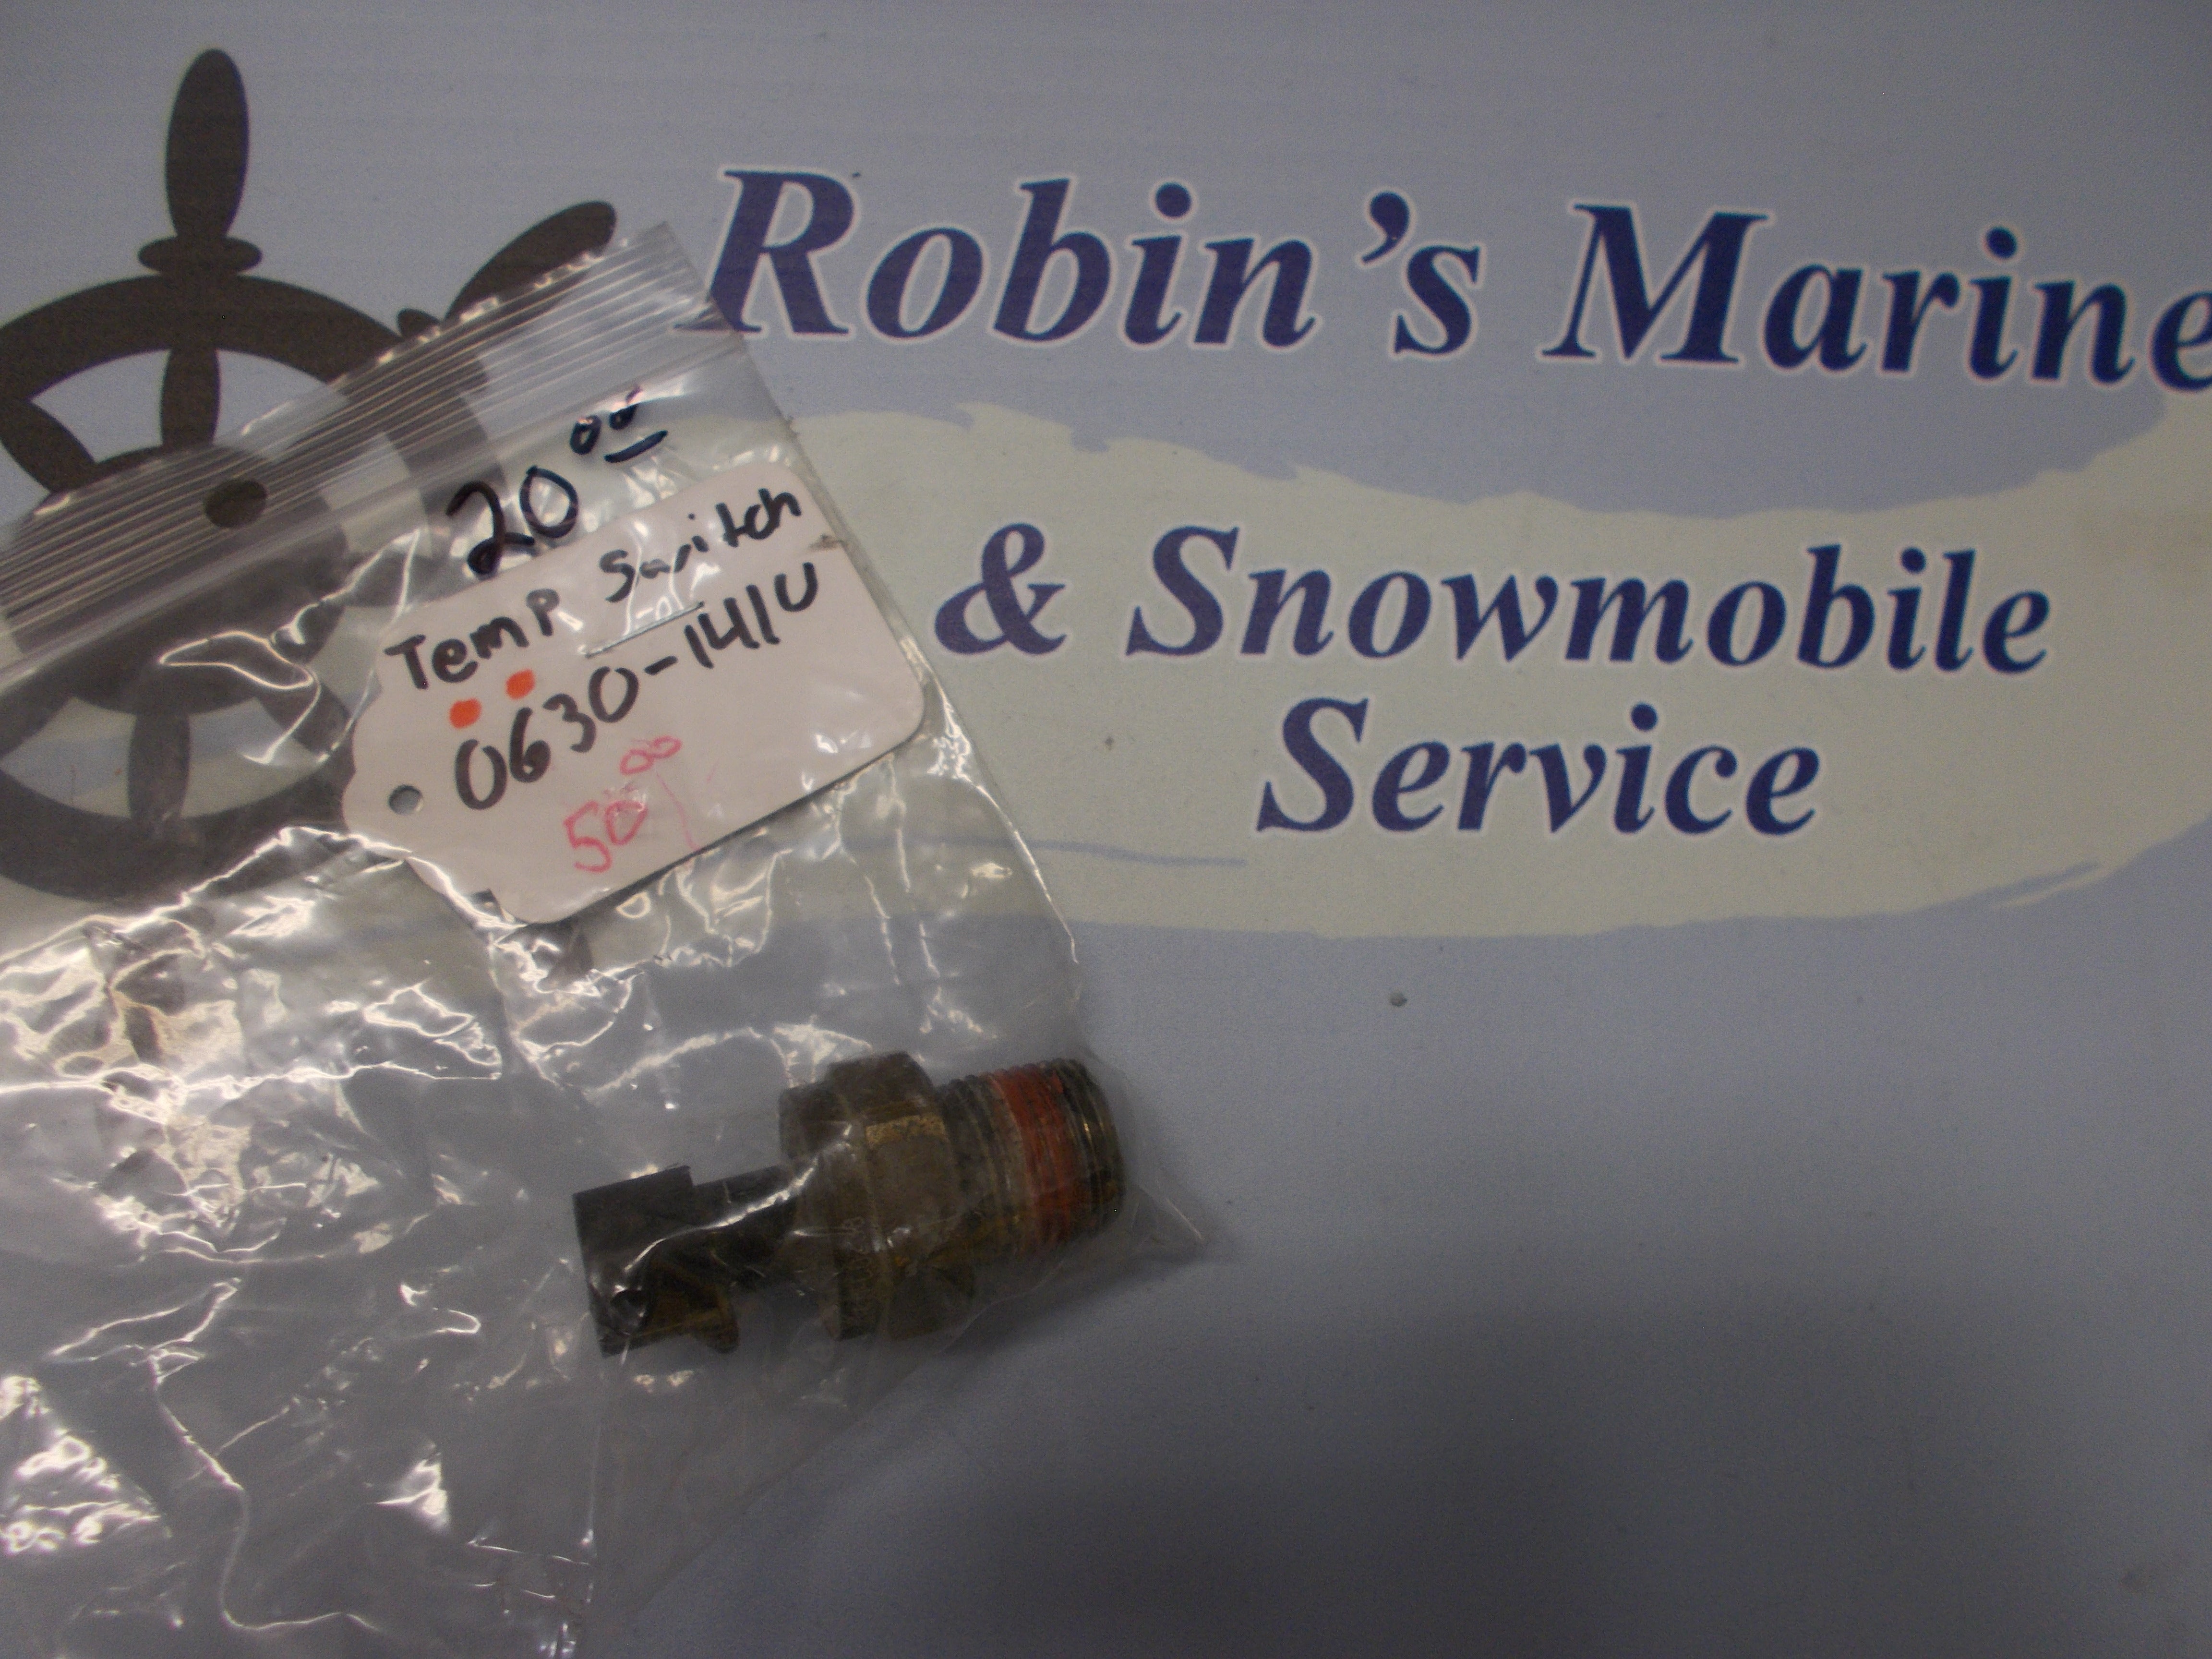 Robin's Marine
& Snowmobile
Service
20 00
Temp Switch
0630-141U
50 00